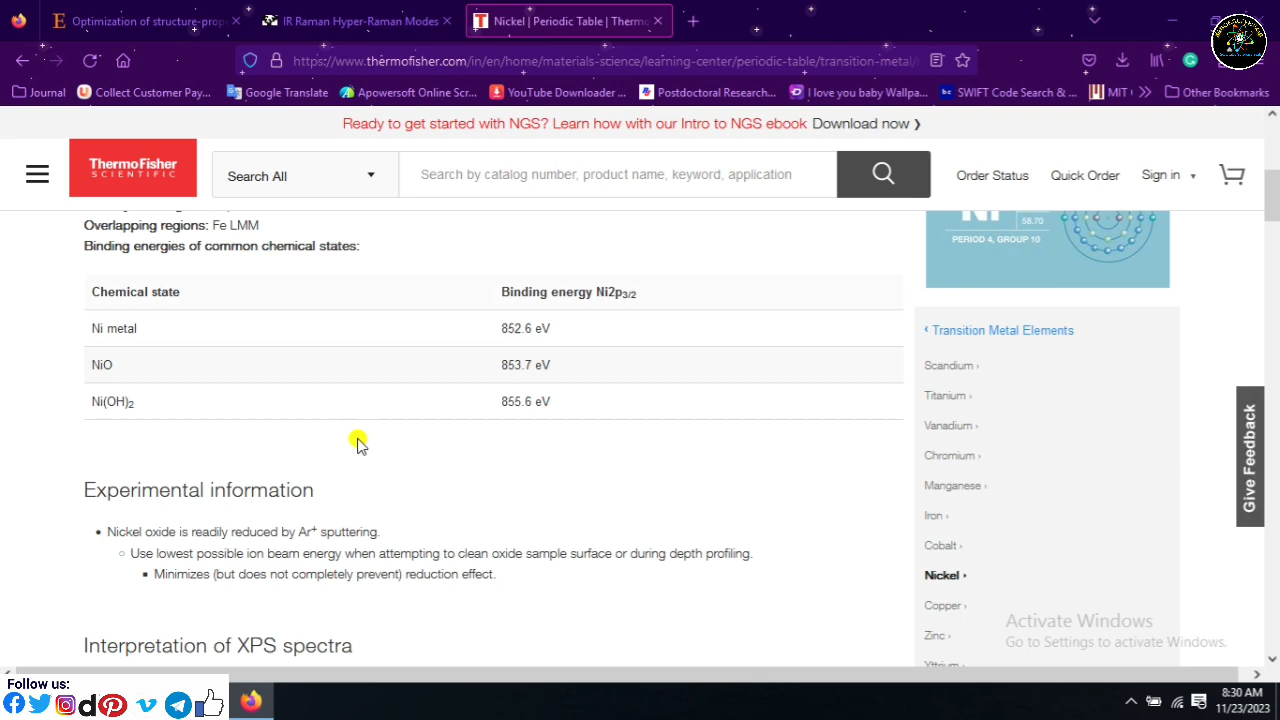 Optimization of structure-prop
IR Raman Hyper-Raman Modes
Nickel | Periodic Table | Thermo
https://www.thermofisher.com/in/en/home/materials-science/learning-center/periodic-table/transition-metal/
Journal
Collect Customer Pay...
Google Translate
Apowersoft Online Scr...
YouTube Downloader ...
Postdoctoral Research...
I love you baby Wallpa...
SWIFT Code Search & ...
MIT
Other Bookmarks
Ready to get started with NGS? Learn how with our Intro to NGS ebook Download now ❯
ThermoFisher
SCIENTIFIC
Search All
Search by catalog number, product name, keyword, application
Order Status
Quick Order
Sign in
Overlapping regions: Fe LMM
Binding energies of common chemical states:
58.70
PERIOD 4, GROUP 10
Chemical state Binding energy Ni2p3/2
Ni metal 852.6 eV
NiO 853.7 eV
Ni(OH)2 855.6 eV
Experimental information
• Nickel oxide is readily reduced by Ar+ sputtering.
○ Use lowest possible ion beam energy when attempting to clean oxide sample surface or during depth profiling.
▪ Minimizes (but does not completely prevent) reduction effect.
Interpretation of XPS spectra
‹ Transition Metal Elements
Scandium ›
Titanium ›
Vanadium ›
Chromium ›
Manganese ›
Iron ›
Cobalt ›
Nickel ›
Copper ›
Zinc ›
Yttrium ›
Give Feedback
Activate Windows
Go to Settings to activate Windows.
Follow us:
8:30 AM
11/23/2023